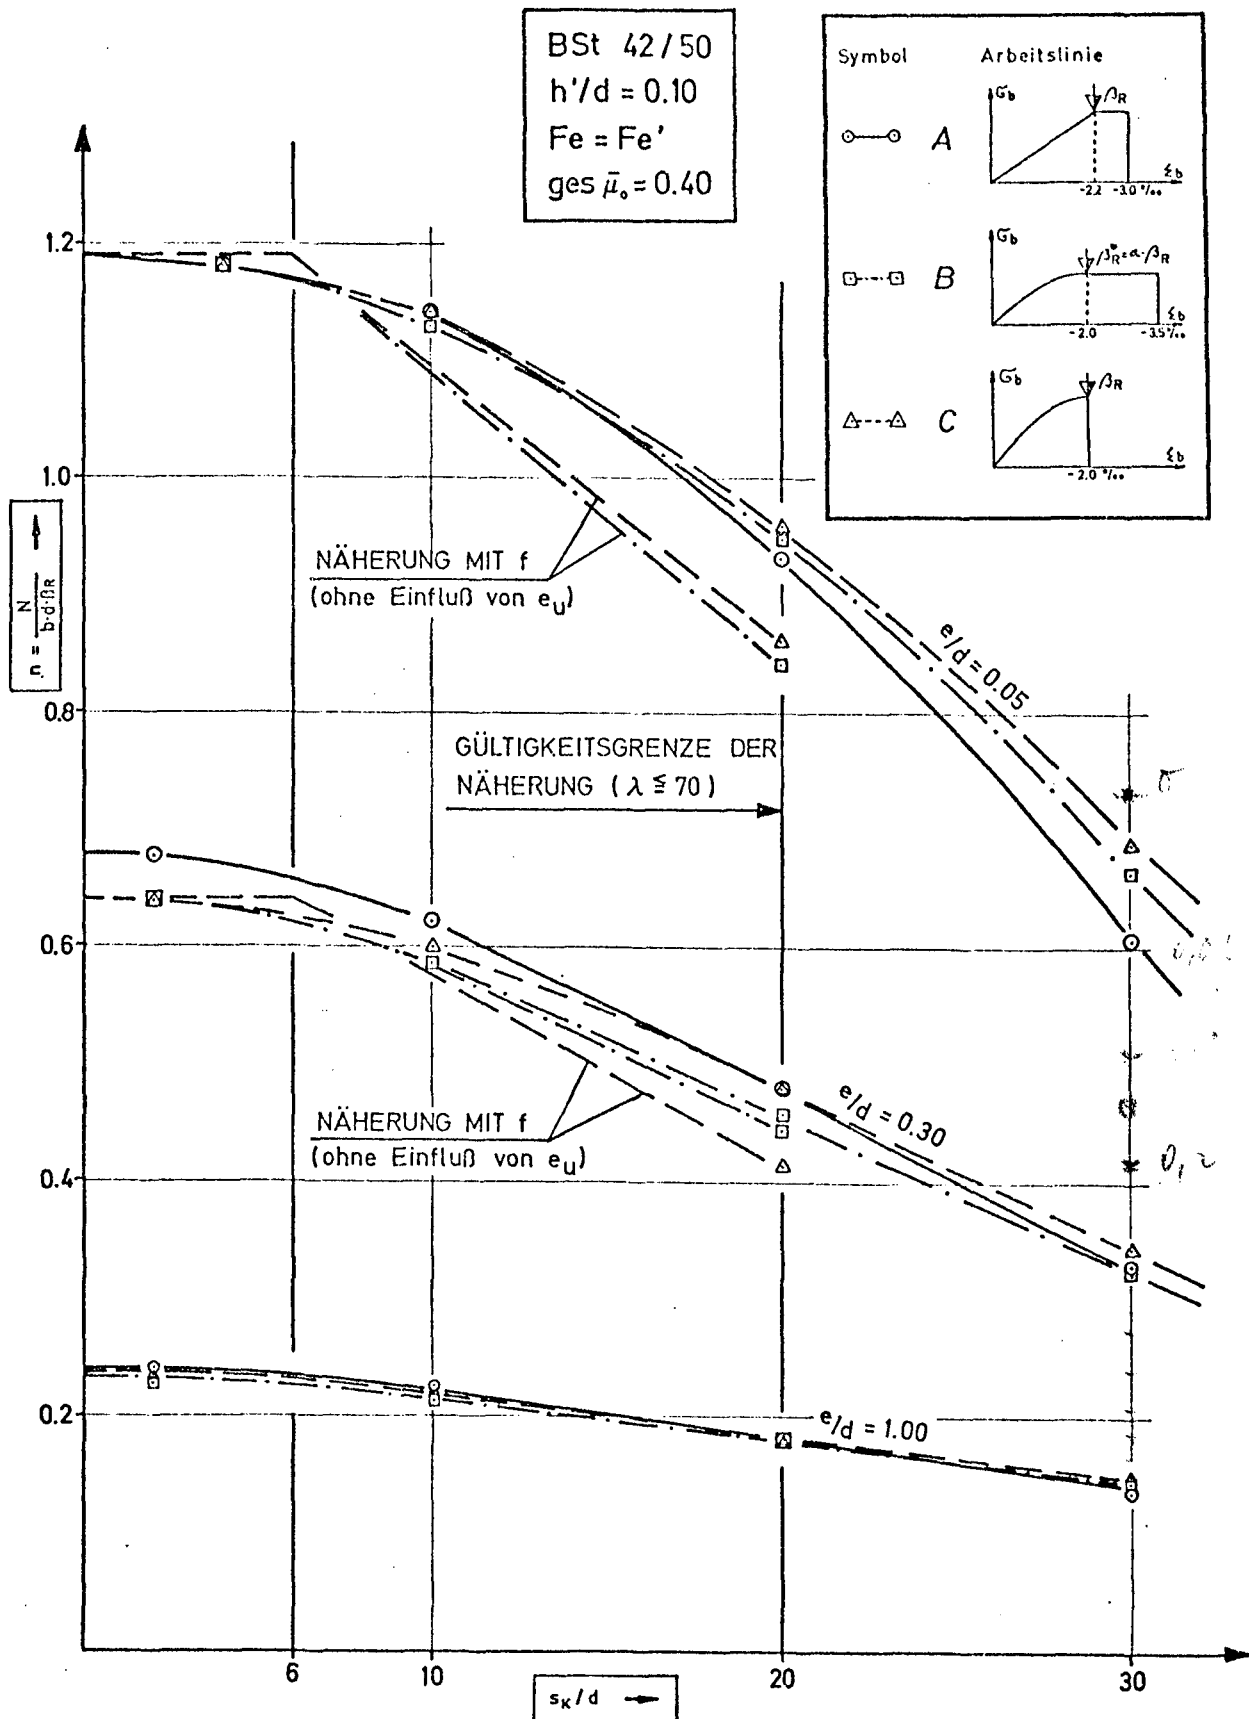 BSt 42/50
h'/d = 0.10
Fe = Fe'
ges μ̄₀ = 0.40
Symbol Arbeitslinie
A
σb
βR
-2.2 -3.0 ‰
εb
B
σb
β*R = α·βR
-2.0 -3.5‰
εb
C
σb
βR
-2.0 ‰
εb
1.2
1.0
0.8
0.6
0.4
0.2
n = N / b·d·βR
NÄHERUNG MIT f
(ohne Einfluß von eu)
e/d = 0.05
GÜLTIGKEITSGRENZE DER
NÄHERUNG (λ ≦ 70)
NÄHERUNG MIT f
(ohne Einfluß von eu)
e/d = 0.30
e/d = 1.00
6 10 20 30
sK/d